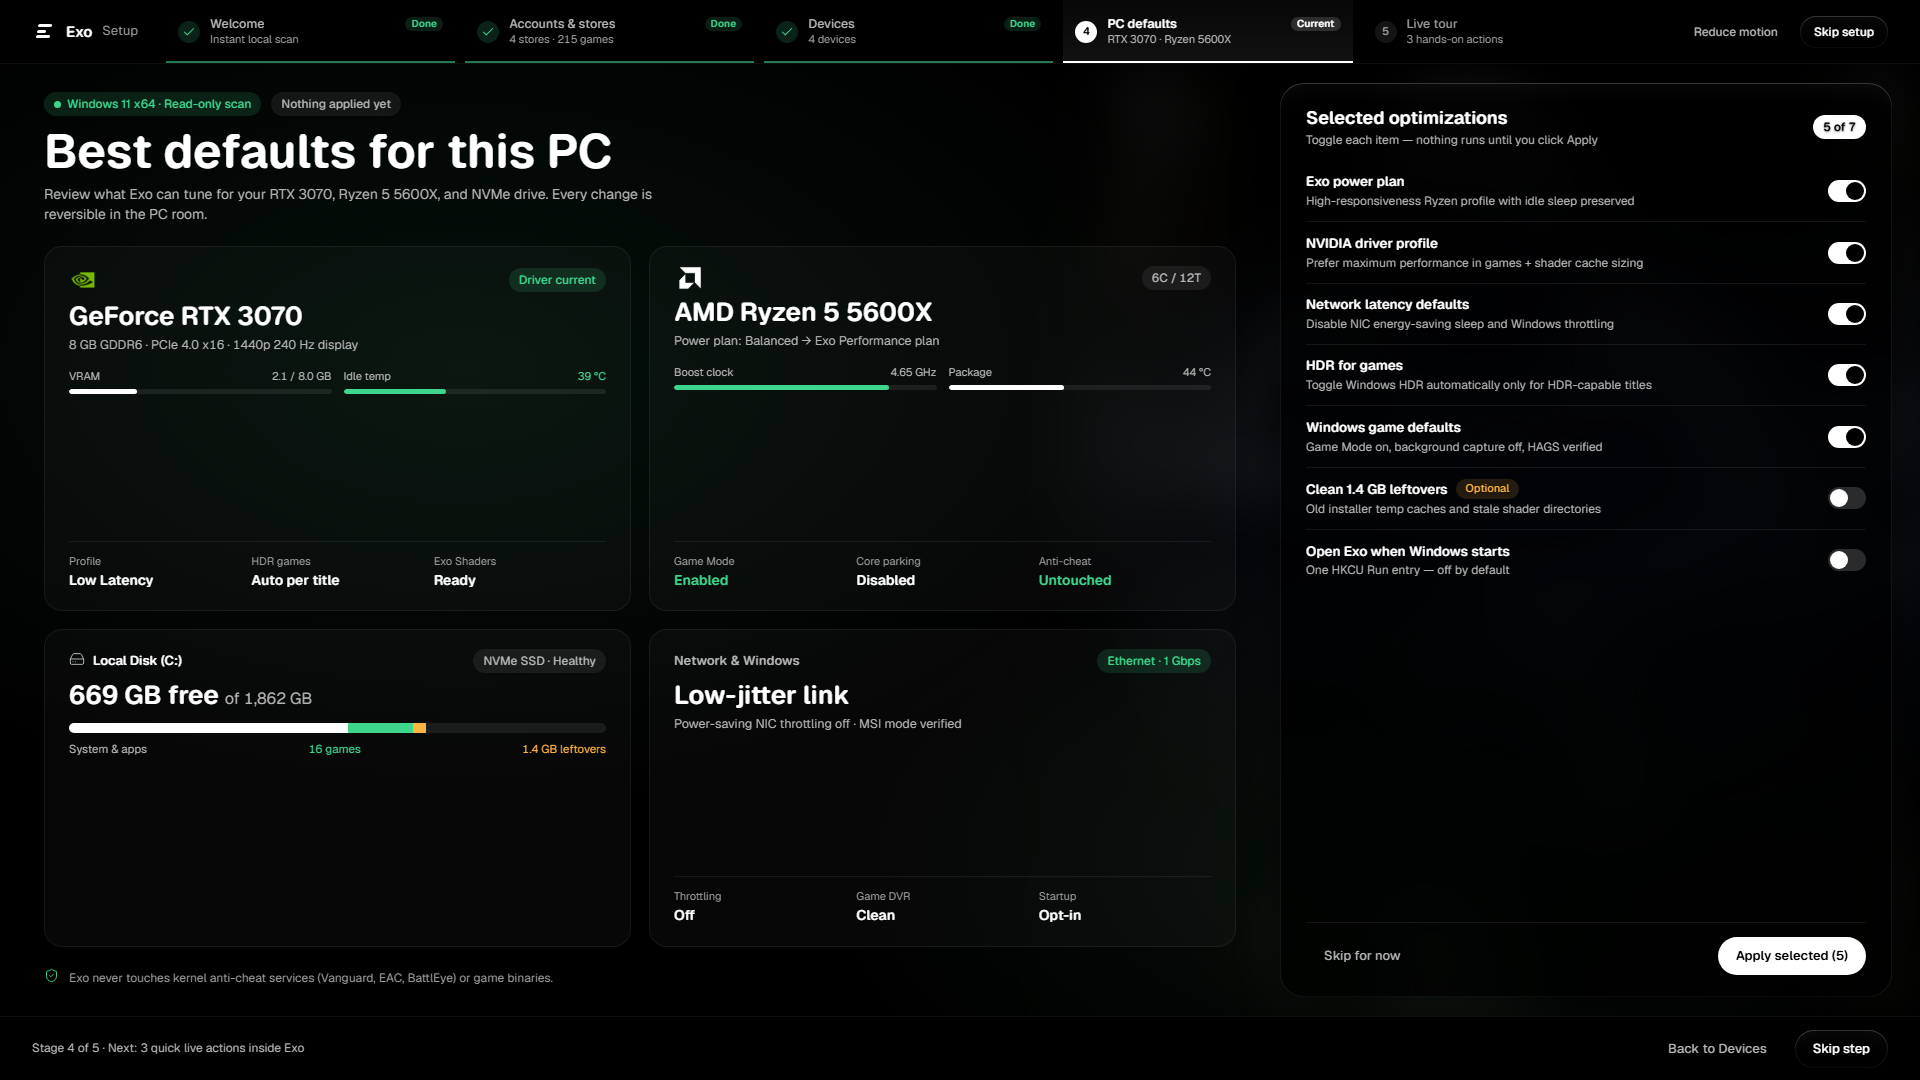 Exo Setup
Welcome
Instant local scan
Done
Accounts & stores
4 stores · 215 games
Done
Devices
4 devices
Done
4
PC defaults
RTX 3070 · Ryzen 5600X
Current
5
Live tour
3 hands-on actions
Reduce motion
Skip setup
Windows 11 x64 · Read-only scan
Nothing applied yet
Best defaults for this PC
Review what Exo can tune for your RTX 3070, Ryzen 5 5600X, and NVMe drive. Every change is
reversible in the PC room.
Driver current
GeForce RTX 3070
8 GB GDDR6 · PCIe 4.0 x16 · 1440p 240 Hz display
VRAM 2.1 / 8.0 GB
Idle temp 39 °C
Profile
Low Latency
HDR games
Auto per title
Exo Shaders
Ready
6C / 12T
AMD Ryzen 5 5600X
Power plan: Balanced → Exo Performance plan
Boost clock 4.65 GHz
Package 44 °C
Game Mode
Enabled
Core parking
Disabled
Anti-cheat
Untouched
Local Disk (C:)
NVMe SSD · Healthy
669 GB free of 1,862 GB
System & apps
16 games
1.4 GB leftovers
Network & Windows
Ethernet · 1 Gbps
Low-jitter link
Power-saving NIC throttling off · MSI mode verified
Throttling
Off
Game DVR
Clean
Startup
Opt-in
Exo never touches kernel anti-cheat services (Vanguard, EAC, BattlEye) or game binaries.
Selected optimizations
Toggle each item — nothing runs until you click Apply
5 of 7
Exo power plan
High-responsiveness Ryzen profile with idle sleep preserved
NVIDIA driver profile
Prefer maximum performance in games + shader cache sizing
Network latency defaults
Disable NIC energy-saving sleep and Windows throttling
HDR for games
Toggle Windows HDR automatically only for HDR-capable titles
Windows game defaults
Game Mode on, background capture off, HAGS verified
Clean 1.4 GB leftovers
Optional
Old installer temp caches and stale shader directories
Open Exo when Windows starts
One HKCU Run entry — off by default
Skip for now
Apply selected (5)
Stage 4 of 5 · Next: 3 quick live actions inside Exo
Back to Devices
Skip step